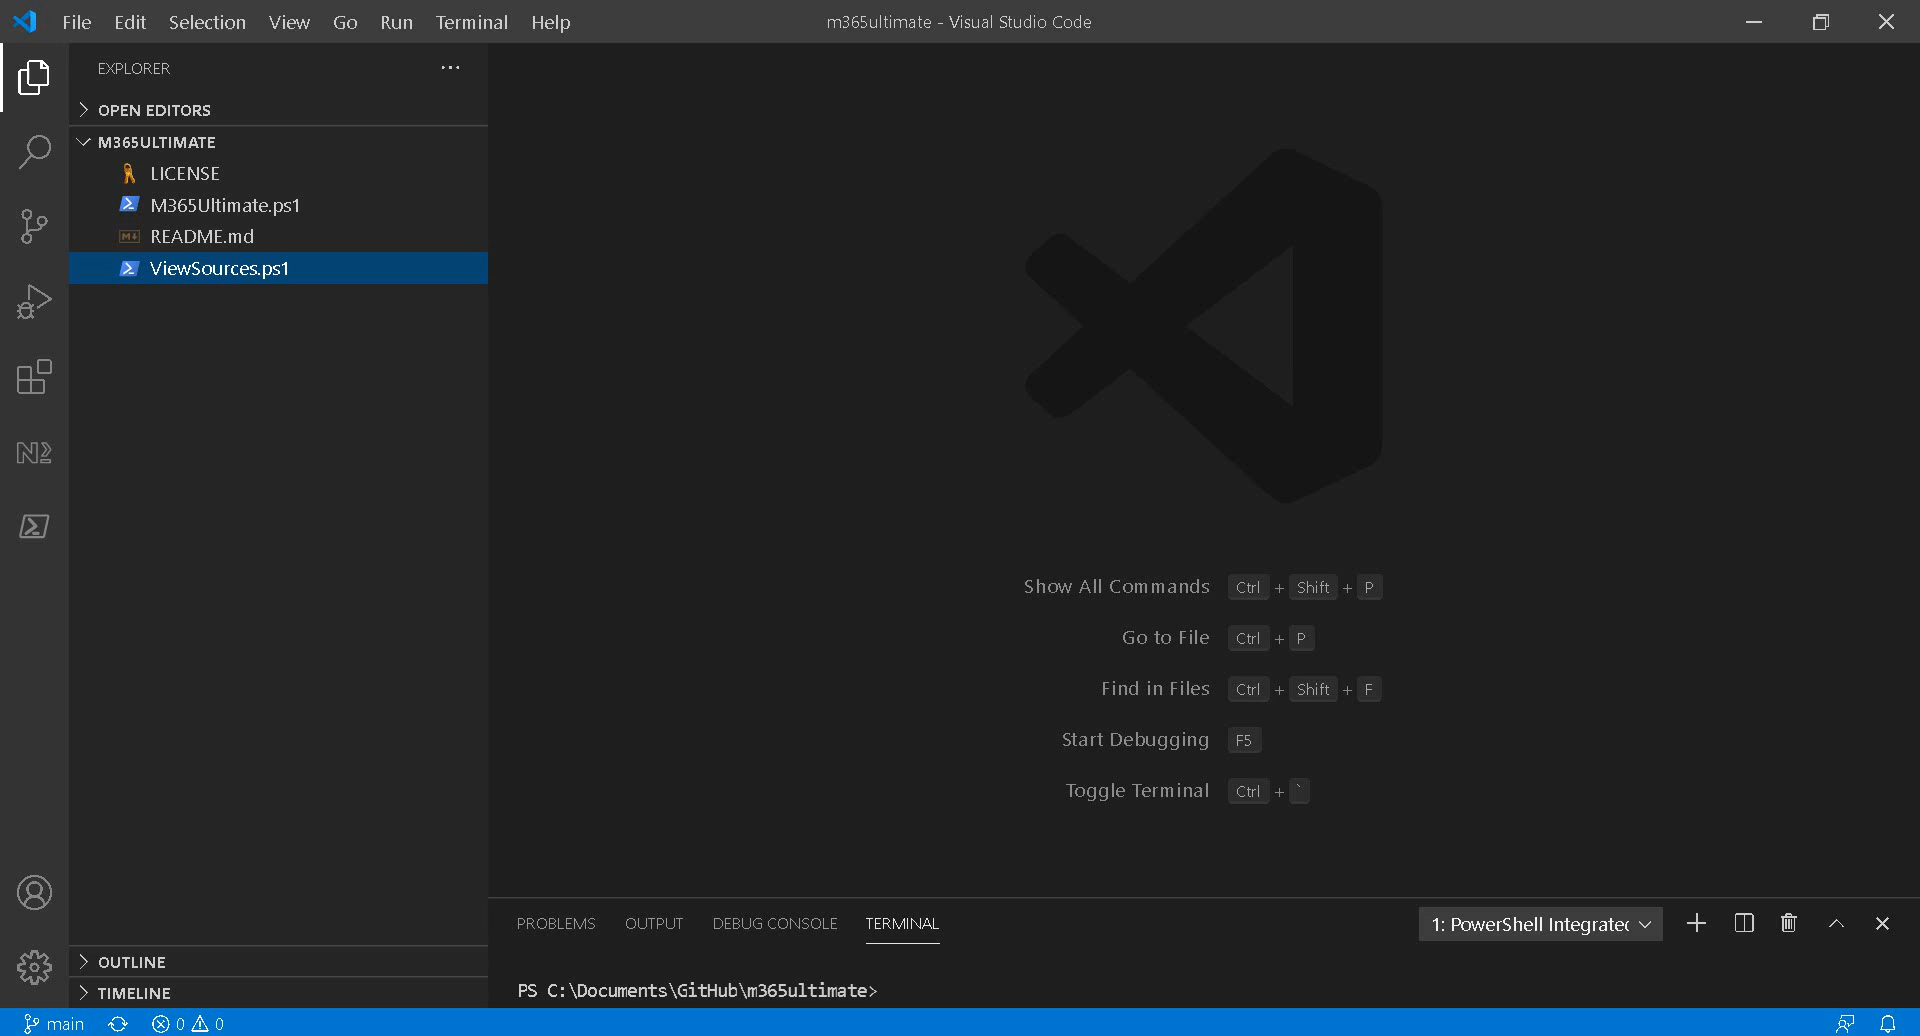 File Edit Selection View Go Run Terminal Help
m365ultimate - Visual Studio Code
EXPLORER
OPEN EDITORS
M365ULTIMATE
LICENSE
M365Ultimate.ps1
README.md
ViewSources.ps1
OUTLINE
TIMELINE
Show All Commands Ctrl + Shift + P
Go to File Ctrl + P
Find in Files Ctrl + Shift + F
Start Debugging F5
Toggle Terminal Ctrl + `
PROBLEMS OUTPUT DEBUG CONSOLE TERMINAL
1: PowerShell Integrated
PS C:\Documents\GitHub\m365ultimate>
main 0 0